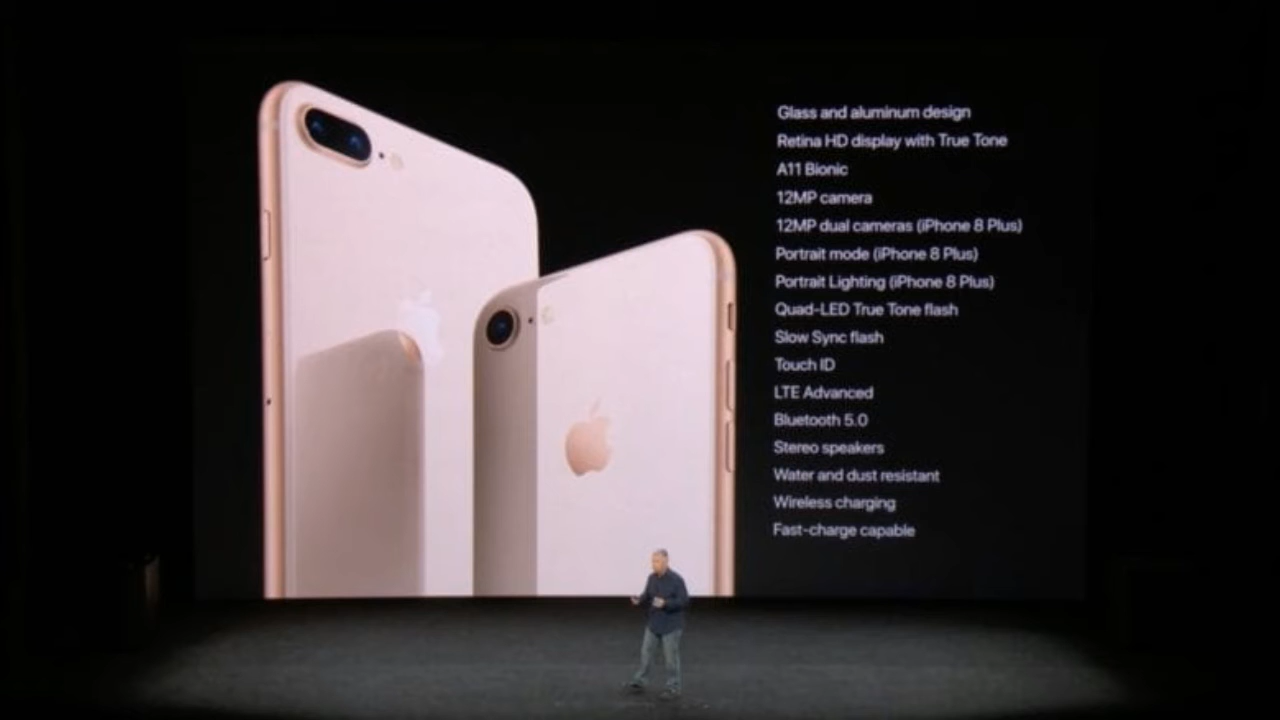 Glass and aluminum design
Retina HD display with True Tone
A11 Bionic
12MP camera
12MP dual cameras (iPhone 8 Plus)
Portrait mode (iPhone 8 Plus)
Portrait Lighting (iPhone 8 Plus)
Quad-LED True Tone flash
Slow Sync flash
Touch ID
LTE Advanced
Bluetooth 5.0
Stereo speakers
Water and dust resistant
Wireless charging
Fast-charge capable